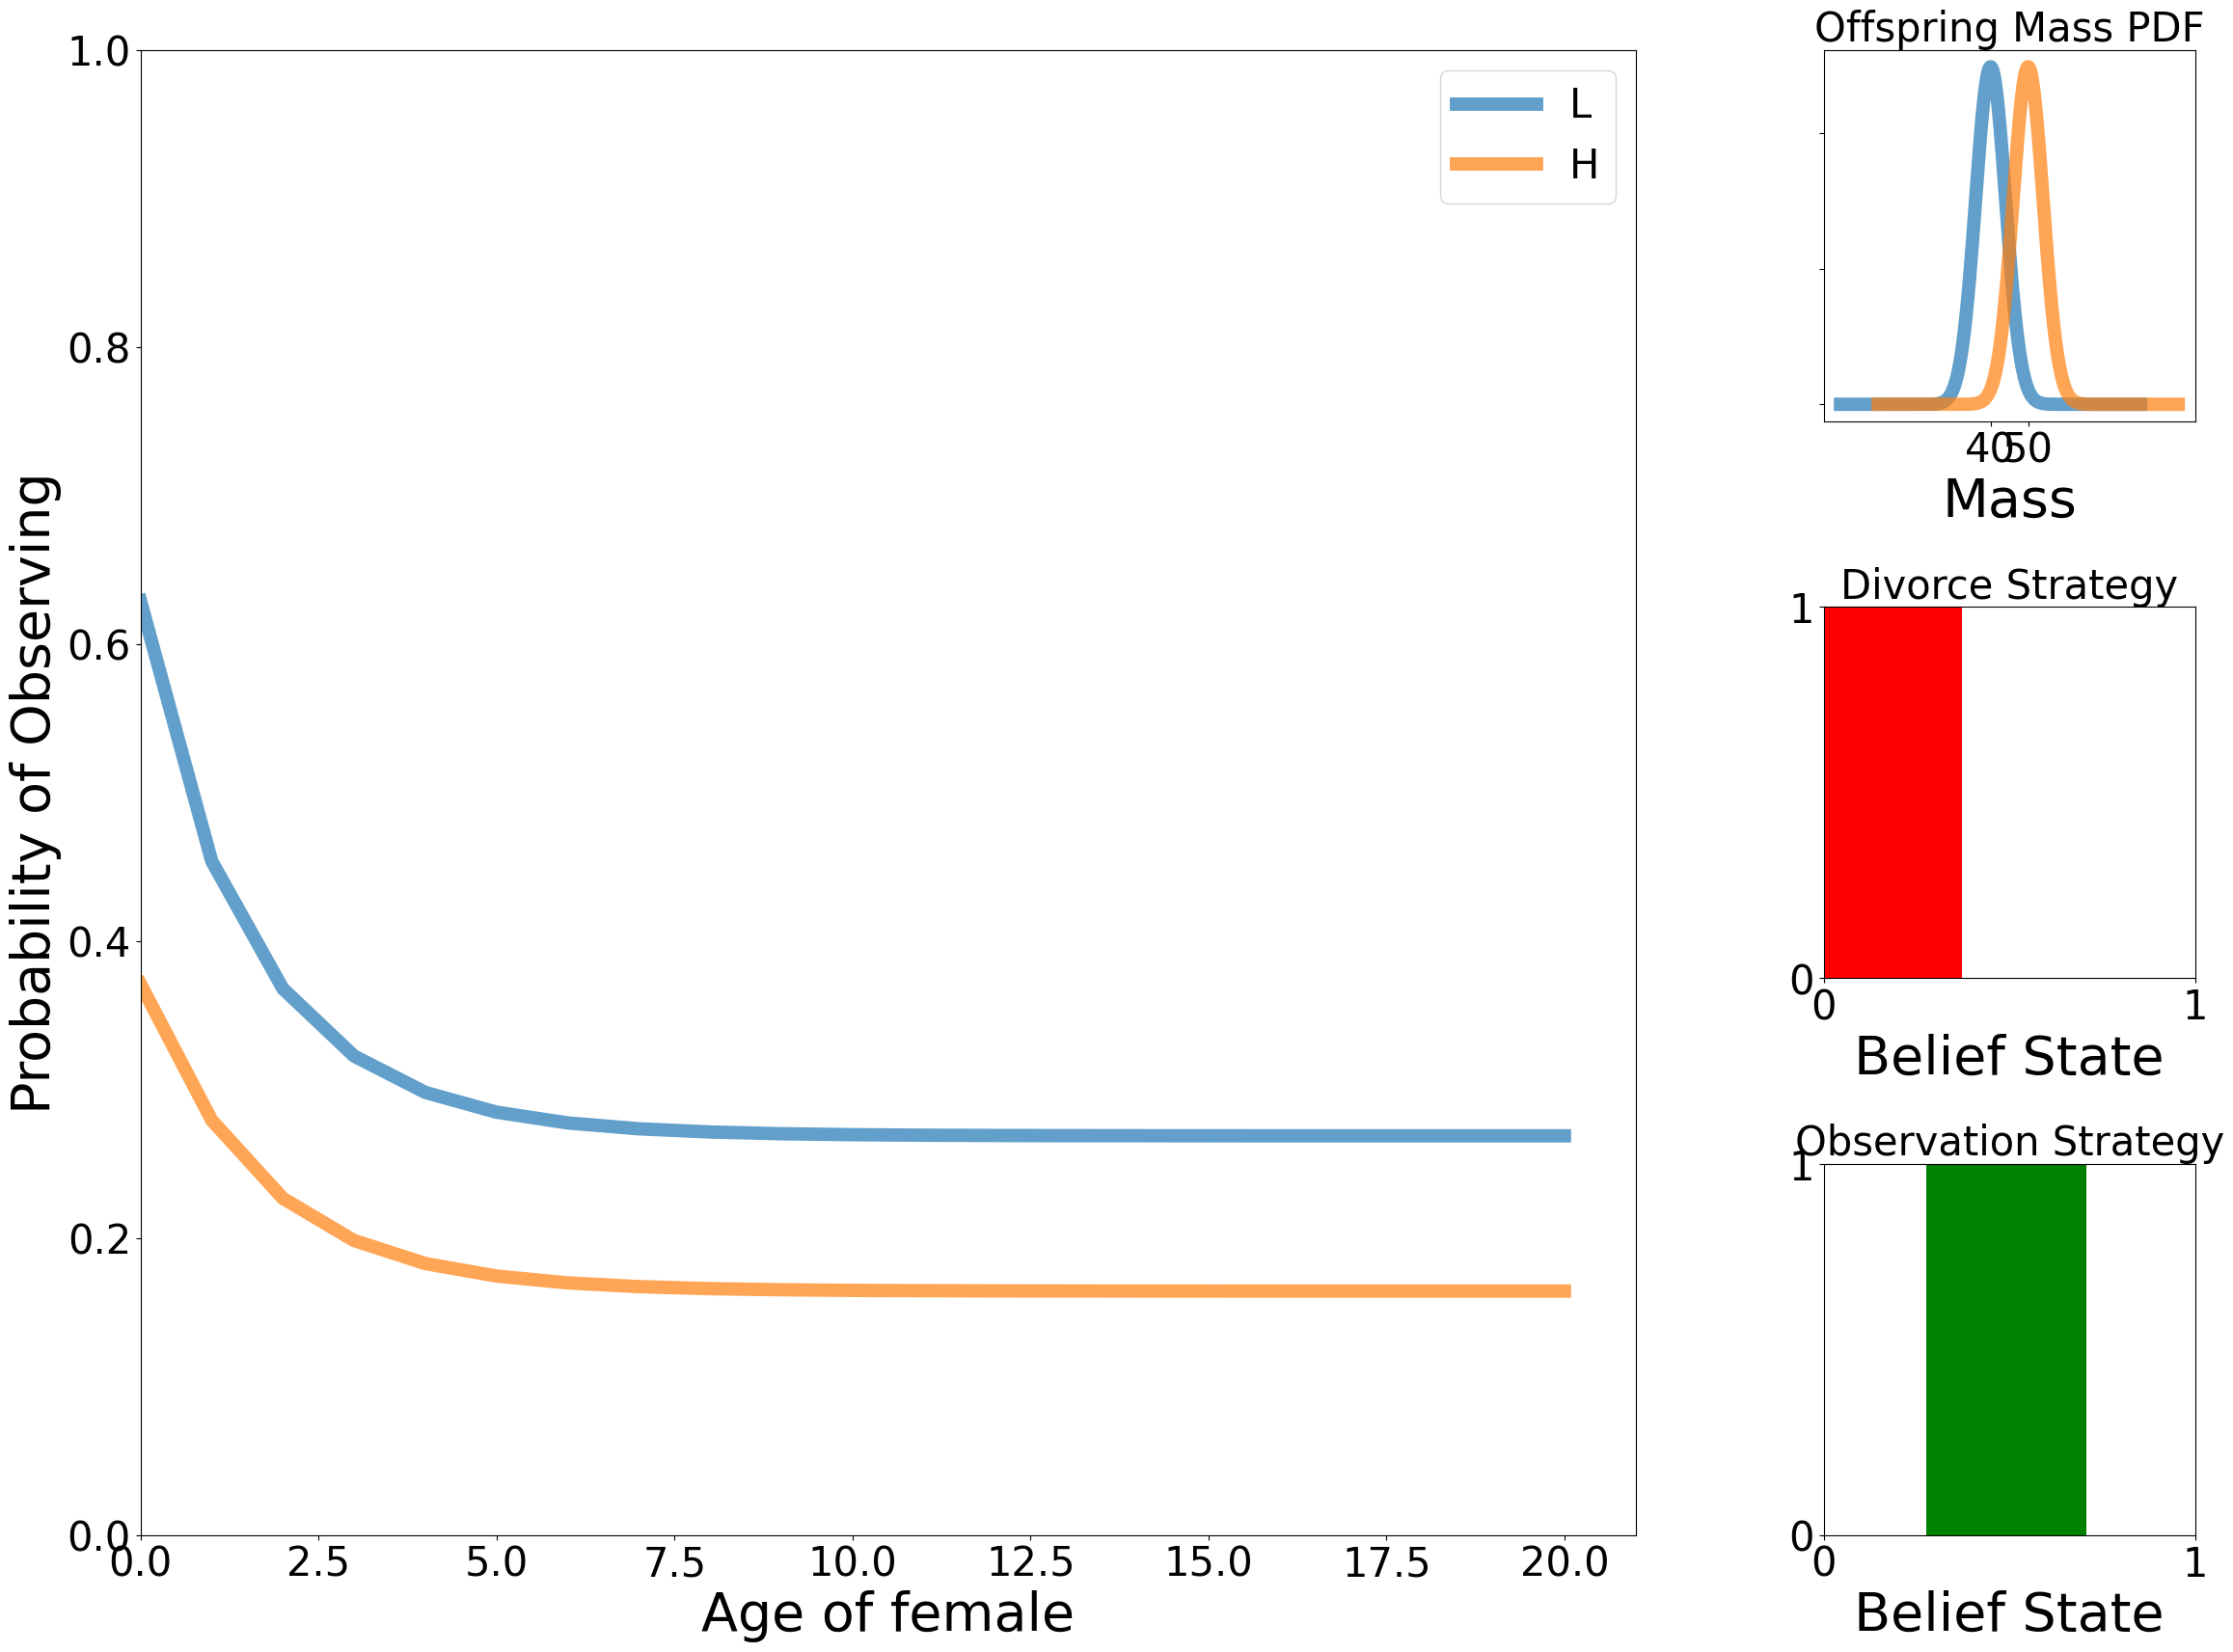 Probability of Observing
1.0
0.8
0.6
0.4
0.2
0.0
0.0 2.5 5.0 7.5 10.0 12.5 15.0 17.5 20.0
Age of female
L
H
Offspring Mass PDF
40 50
Mass
Divorce Strategy
1
0
0 1
Belief State
Observation Strategy
1
0
0 1
Belief State